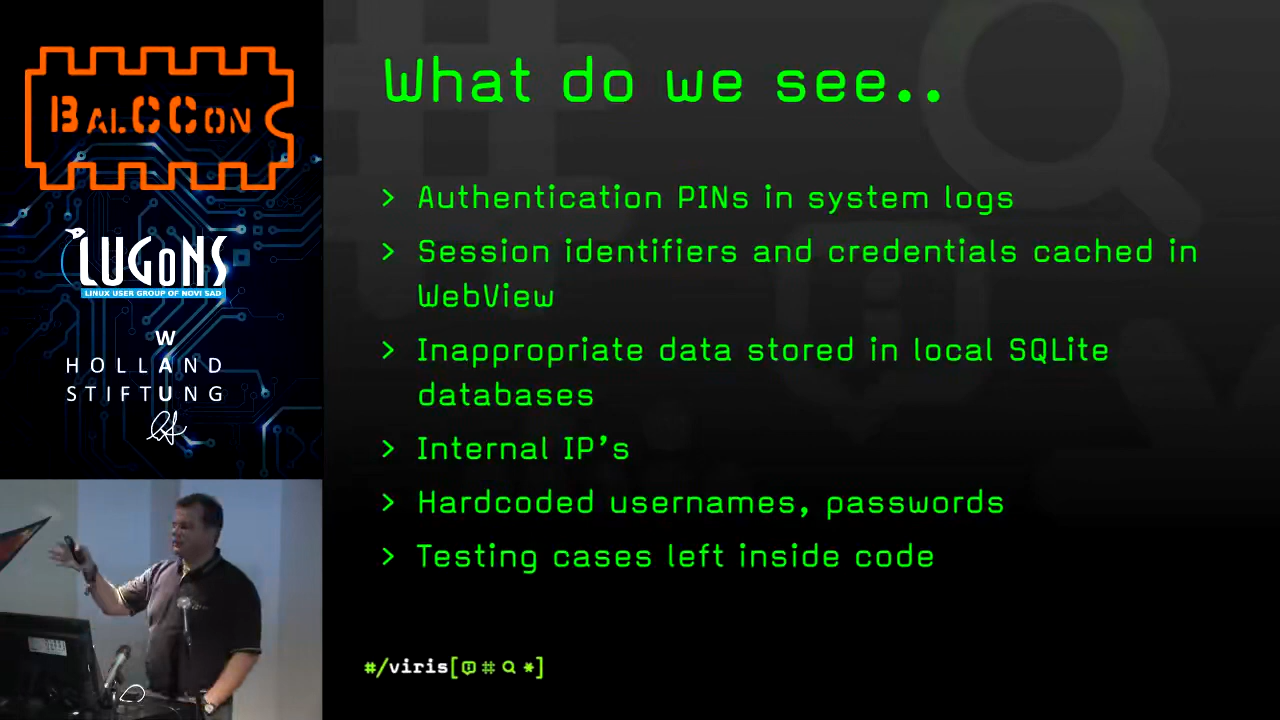 BALCCON
LUGoNS
LINUX USER GROUP OF NOVI SAD
W
HOLLAND
STIFTUNG
What do we see..
> Authentication PINs in system logs
> Session identifiers and credentials cached in
WebView
> Inappropriate data stored in local SQLite
databases
> Internal IP's
> Hardcoded usernames, passwords
> Testing cases left inside code
#/viris[#*]